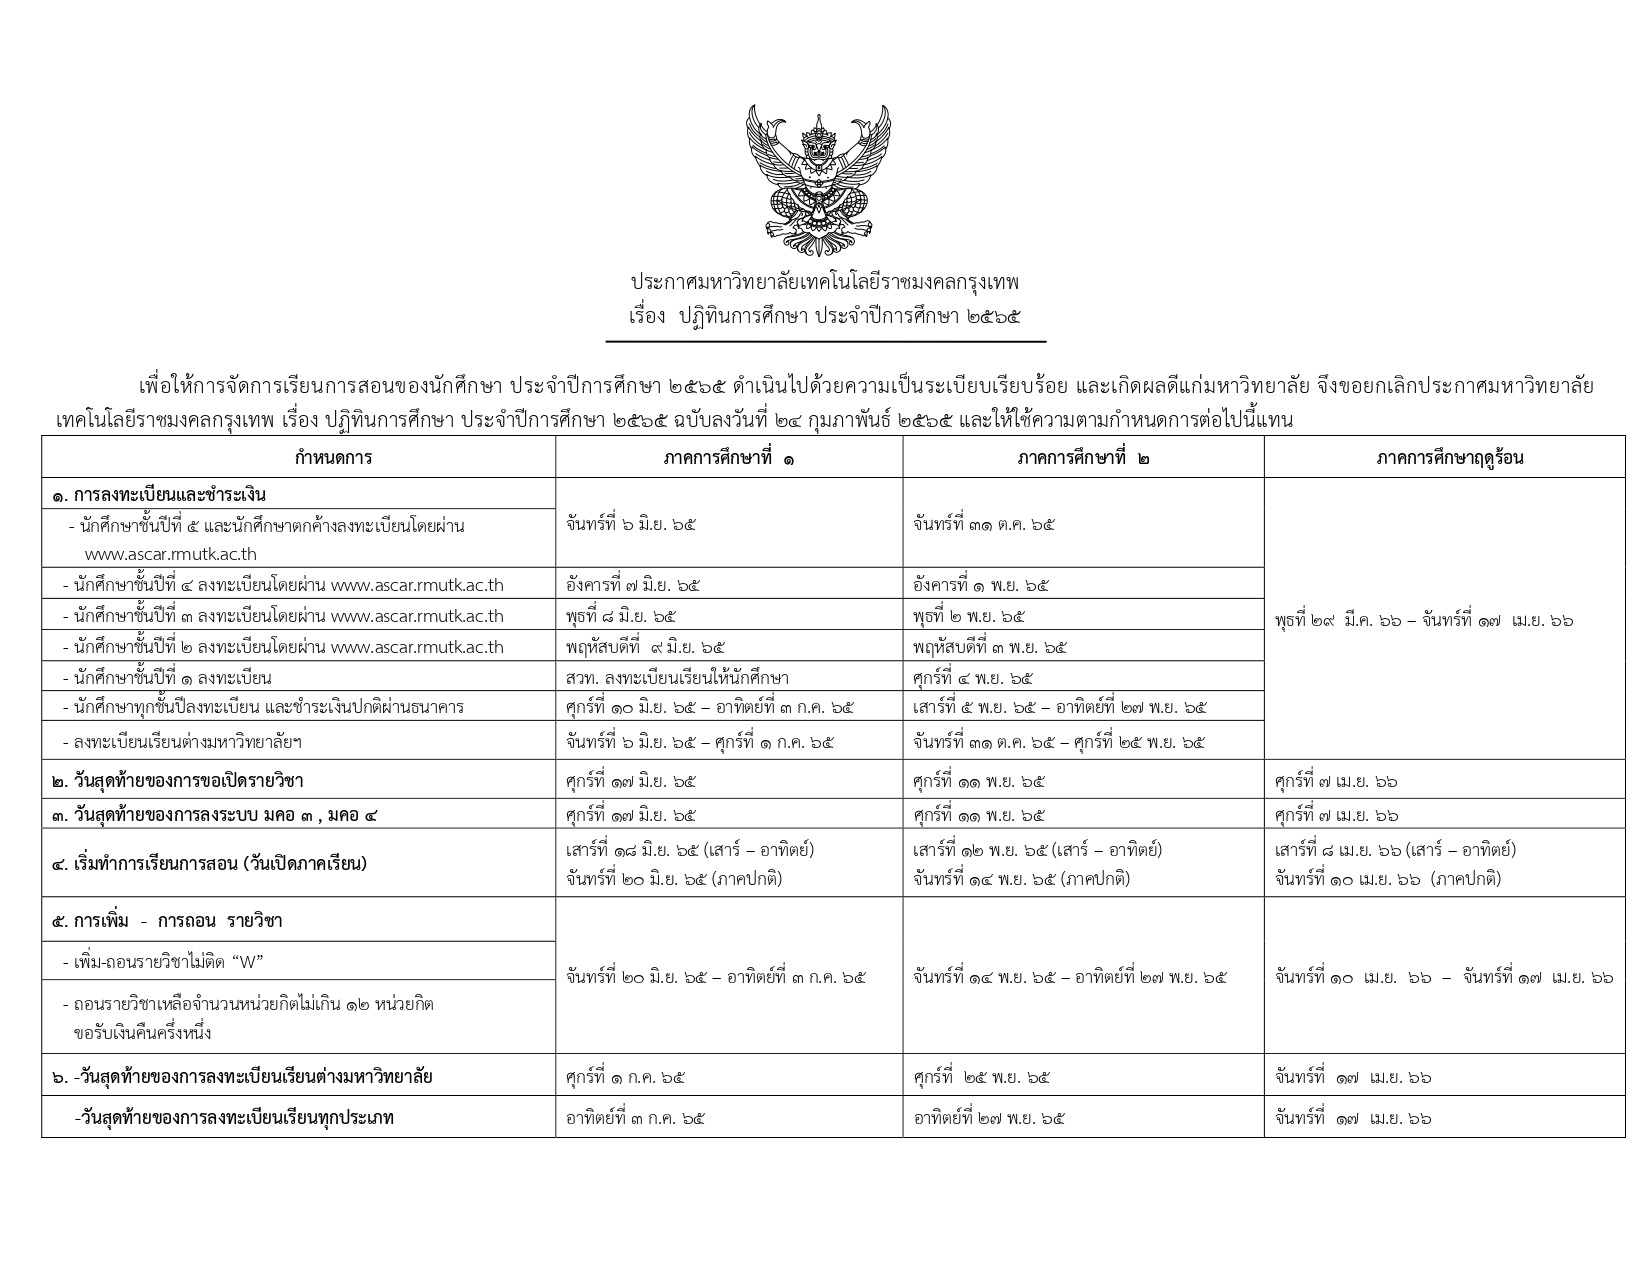 ประกาศมหาวิทยาลัยเทคโนโลยีราชมงคลกรุงเทพ
เรื่อง ปฏิทินการศึกษา ประจำปีการศึกษา ๒๕๖๕
เพื่อให้การจัดการเรียนการสอนของนักศึกษา ประจำปีการศึกษา ๒๕๖๕ ดำเนินไปด้วยความเป็นระเบียบเรียบร้อย และเกิดผลดีแก่มหาวิทยาลัย จึงขอยกเลิกประกาศมหาวิทยาลัย
เทคโนโลยีราชมงคลกรุงเทพ เรื่อง ปฏิทินการศึกษา ประจำปีการศึกษา ๒๕๖๕ ฉบับลงวันที่ ๒๔ กุมภาพันธ์ ๒๕๖๕ และให้ใช้ความตามกำหนดการต่อไปนี้แทน
กำหนดการ ภาคการศึกษาที่ ๑ ภาคการศึกษาที่ ๒ ภาคการศึกษาฤดูร้อน
๑. การลงทะเบียนและชำระเงิน
- นักศึกษาชั้นปีที่ ๕ และนักศึกษาตกค้างลงทะเบียนโดยผ่าน
www.ascar.rmutk.ac.th
จันทร์ที่ ๖ มิ.ย. ๖๕ จันทร์ที่ ๓๑ ต.ค. ๖๕
- นักศึกษาชั้นปีที่ ๔ ลงทะเบียนโดยผ่าน www.ascar.rmutk.ac.th อังคารที่ ๗ มิ.ย. ๖๕ อังคารที่ ๑ พ.ย. ๖๕
- นักศึกษาชั้นปีที่ ๓ ลงทะเบียนโดยผ่าน www.ascar.rmutk.ac.th พุธที่ ๘ มิ.ย. ๖๕ พุธที่ ๒ พ.ย. ๖๕
พุธที่ ๒๙ มี.ค. ๖๖ – จันทร์ที่ ๑๗ เม.ย. ๖๖
- นักศึกษาชั้นปีที่ ๒ ลงทะเบียนโดยผ่าน www.ascar.rmutk.ac.th พฤหัสบดีที่ ๙ มิ.ย. ๖๕ พฤหัสบดีที่ ๓ พ.ย. ๖๕
- นักศึกษาชั้นปีที่ ๑ ลงทะเบียน สวท. ลงทะเบียนเรียนให้นักศึกษา ศุกร์ที่ ๔ พ.ย. ๖๕
- นักศึกษาทุกชั้นปีลงทะเบียน และชำระเงินปกติผ่านธนาคาร ศุกร์ที่ ๑๐ มิ.ย. ๖๕ – อาทิตย์ที่ ๓ ก.ค. ๖๕ เสาร์ที่ ๕ พ.ย. ๖๕ – อาทิตย์ที่ ๒๗ พ.ย. ๖๕
- ลงทะเบียนเรียนต่างมหาวิทยาลัยฯ จันทร์ที่ ๖ มิ.ย. ๖๕ – ศุกร์ที่ ๑ ก.ค. ๖๕ จันทร์ที่ ๓๑ ต.ค. ๖๕ – ศุกร์ที่ ๒๕ พ.ย. ๖๕
๒. วันสุดท้ายของการขอเปิดรายวิชา ศุกร์ที่ ๑๗ มิ.ย. ๖๕ ศุกร์ที่ ๑๑ พ.ย. ๖๕ ศุกร์ที่ ๗ เม.ย. ๖๖
๓. วันสุดท้ายของการลงระบบ มคอ ๓ , มคอ ๔ ศุกร์ที่ ๑๗ มิ.ย. ๖๕ ศุกร์ที่ ๑๑ พ.ย. ๖๕ ศุกร์ที่ ๗ เม.ย. ๖๖
๔. เริ่มทำการเรียนการสอน (วันเปิดภาคเรียน)
เสาร์ที่ ๑๘ มิ.ย. ๖๕ (เสาร์ – อาทิตย์) เสาร์ที่ ๑๒ พ.ย. ๖๕ (เสาร์ – อาทิตย์) เสาร์ที่ ๘ เม.ย. ๖๖ (เสาร์ – อาทิตย์)
จันทร์ที่ ๒๐ มิ.ย. ๖๕ (ภาคปกติ) จันทร์ที่ ๑๔ พ.ย. ๖๕ (ภาคปกติ) จันทร์ที่ ๑๐ เม.ย. ๖๖ (ภาคปกติ)
๕. การเพิ่ม - การถอน รายวิชา
- เพิ่ม-ถอนรายวิชาไม่ติด “W”
จันทร์ที่ ๒๐ มิ.ย. ๖๕ – อาทิตย์ที่ ๓ ก.ค. ๖๕ จันทร์ที่ ๑๔ พ.ย. ๖๕ – อาทิตย์ที่ ๒๗ พ.ย. ๖๕ จันทร์ที่ ๑๐ เม.ย. ๖๖ – จันทร์ที่ ๑๗ เม.ย. ๖๖
- ถอนรายวิชาเหลือจำนวนหน่วยกิตไม่เกิน ๑๒ หน่วยกิต
ขอรับเงินคืนครึ่งหนึ่ง
๖. -วันสุดท้ายของการลงทะเบียนเรียนต่างมหาวิทยาลัย ศุกร์ที่ ๑ ก.ค. ๖๕ ศุกร์ที่ ๒๕ พ.ย. ๖๕ จันทร์ที่ ๑๗ เม.ย. ๖๖
-วันสุดท้ายของการลงทะเบียนเรียนทุกประเภท อาทิตย์ที่ ๓ ก.ค. ๖๕ อาทิตย์ที่ ๒๗ พ.ย. ๖๕ จันทร์ที่ ๑๗ เม.ย. ๖๖